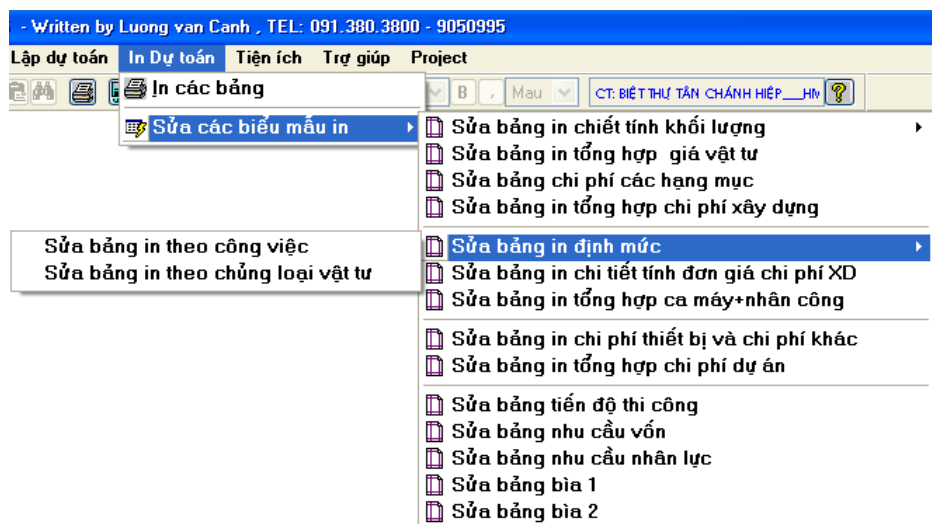 - Written by Luong van Canh , TEL: 091.380.3800 - 9050995
Lập dự toán In Dự toán Tiện ích Trợ giúp Project
B , Mau CT: BIỆT THỰ TÂN CHÁNH HIỆP___HM ?
In các bảng
Sửa các biểu mẫu in
Sửa bảng in chiết tính khối lượng
Sửa bảng in tổng hợp giá vật tư
Sửa bảng chi phí các hạng mục
Sửa bảng in tổng hợp chi phí xây dựng
Sửa bảng in định mức
Sửa bảng in theo công việc
Sửa bảng in theo chủng loại vật tư
Sửa bảng in chi tiết tính đơn giá chi phí XD
Sửa bảng in tổng hợp ca máy+nhân công
Sửa bảng in chi phí thiết bị và chi phí khác
Sửa bảng in tổng hợp chi phí dự án
Sửa bảng tiến độ thi công
Sửa bảng nhu cầu vốn
Sửa bảng nhu cầu nhân lực
Sửa bảng bìa 1
Sửa bảng bìa 2